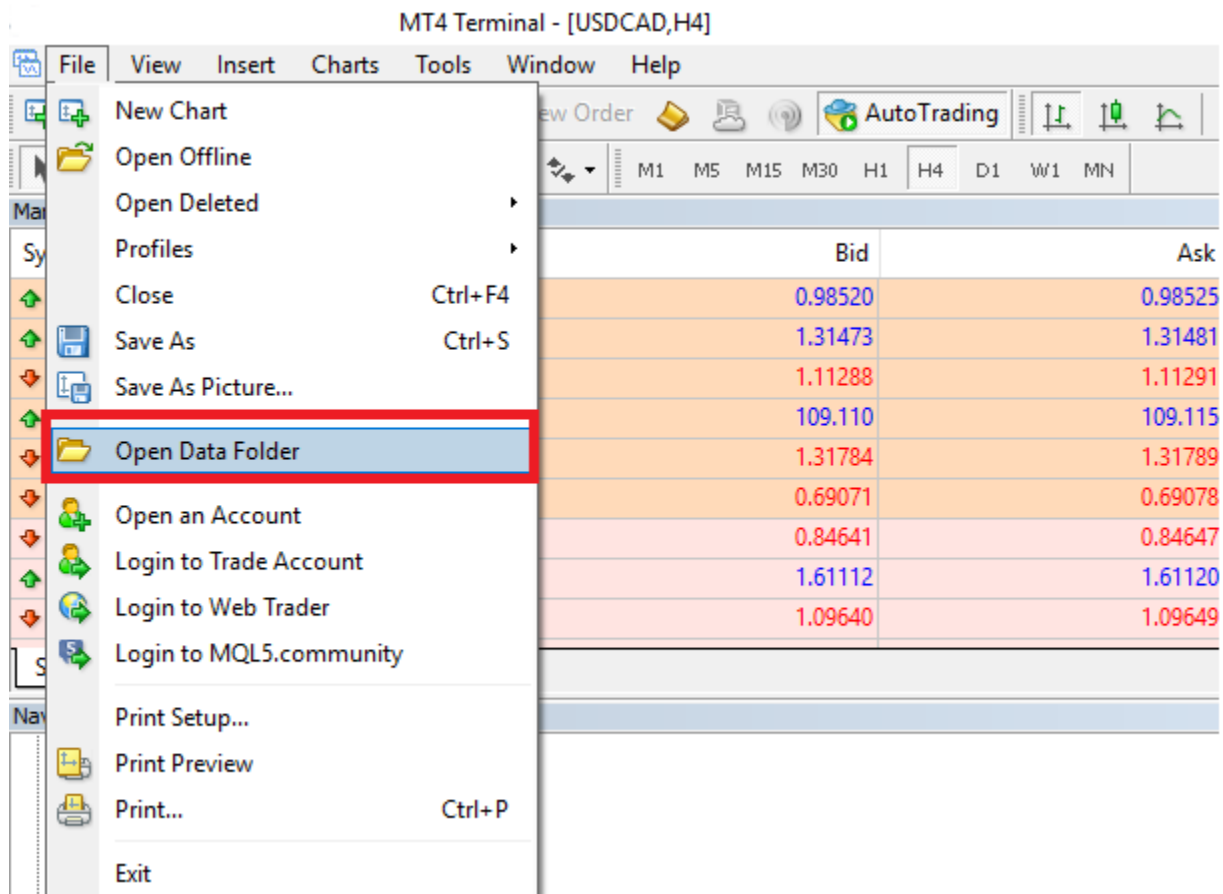 MT4 Terminal - [USDCAD,H4]
File View Insert Charts Tools Window Help
New Chart
Order AutoTrading
Open Offline
M1 M5 M15 M30 H1 H4 D1 W1 MN
Open Deleted
Profiles
Bid Ask
Close Ctrl+F4
0.98520 0.98525
Save As Ctrl+S
1.31473 1.31481
Save As Picture...
1.11288 1.11291
109.110 109.115
Open Data Folder
1.31784 1.31789
0.69071 0.69078
Open an Account
0.84641 0.84647
Login to Trade Account
1.61112 1.61120
Login to Web Trader
1.09640 1.09649
Login to MQL5.community
Print Setup...
Print Preview
Print... Ctrl+P
Exit